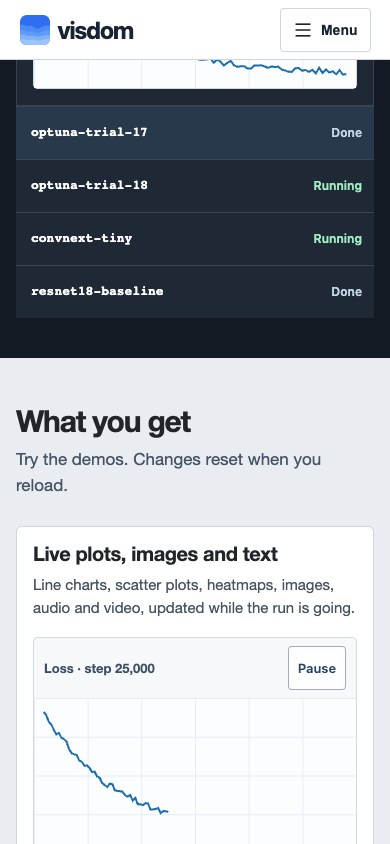 visdom
Menu
optuna-trial-17 Done
optuna-trial-18 Running
convnext-tiny Running
resnet18-baseline Done
What you get
Try the demos. Changes reset when you
reload.
Live plots, images and text
Line charts, scatter plots, heatmaps, images,
audio and video, updated while the run is going.
Loss · step 25,000
Pause